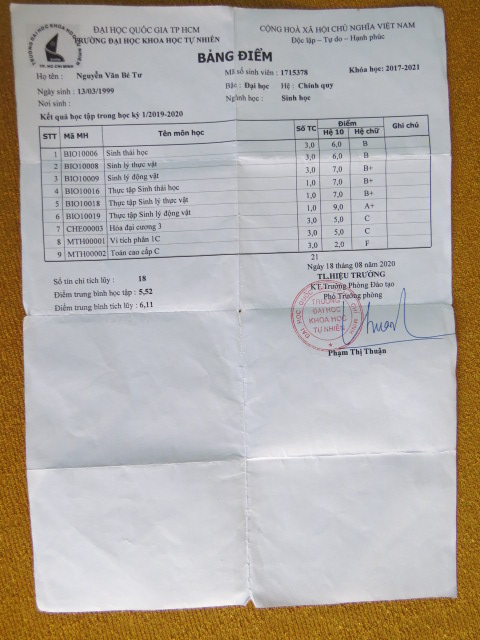 ĐẠI HỌC QUỐC GIA TP HCM
TRƯỜNG ĐẠI HỌC KHOA HỌC TỰ NHIÊN
CỘNG HOÀ XÃ HỘI CHỦ NGHĨA VIỆT NAM
Độc lập - Tự do - Hạnh phúc
TP. HO CHI MINH
BẢNG ĐIỂM
Họ tên : Nguyễn Văn Bé Tư Mã số sinh viên : 1715378 Khóa học: 2017-2021
Ngày sinh : 13/03/1999 Bậc : Đại học Hệ : Chính quy
Nơi sinh : Ngành học : Sinh học
Kết quả học tập trong học kỳ 1/2019-2020
STT Mã MH Tên môn học Số TC Điểm Hệ 10 Hệ chữ Ghi chú
1 BIO10006 Sinh thái học 3,0 6,0 B
2 BIO10008 Sinh lý thực vật 3,0 6,0 B
3 BIO10009 Sinh lý động vật 3,0 7,0 B+
4 BIO10016 Thực tập Sinh thái học 1,0 7,0 B+
5 BIO10018 Thực tập Sinh lý thực vật 1,0 7,0 B+
6 BIO10019 Thực tập Sinh lý động vật 1,0 9,0 A+
7 CHE00003 Hóa đại cương 3 3,0 5,0 C
8 MTH00001 Vi tích phân 1C 3,0 5,0 C
9 MTH00002 Toán cao cấp C 3,0 2,0 F
21
Số tín chỉ tích lũy : 18
Điểm trung bình học tập : 5,52
Điểm trung bình tích lũy : 6,11
Ngày 18 tháng 08 năm 2020
TL.HIỆU TRƯỞNG
KT.Trưởng Phòng Đào tạo
Phó Trưởng phòng
TRƯỜNG
ĐẠI HỌC
KHOA HỌC
TỰ NHIÊN
Phạm Thị Thuận